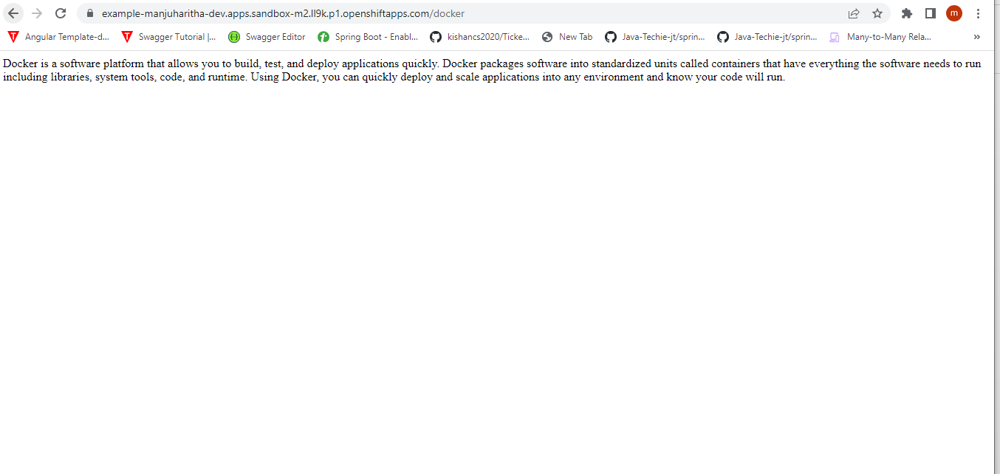 example-manjuharitha-dev.apps.sandbox-m2.ll9k.p1.openshiftapps.com/docker
m
Angular Template-d... Swagger Tutorial |... Swagger Editor Spring Boot - Enabl... kishancs2020/Ticke... New Tab Java-Techie-jt/sprin... Java-Techie-jt/sprin... Many-to-Many Rela... »
Docker is a software platform that allows you to build, test, and deploy applications quickly. Docker packages software into standardized units called containers that have everything the software needs to run
including libraries, system tools, code, and runtime. Using Docker, you can quickly deploy and scale applications into any environment and know your code will run.